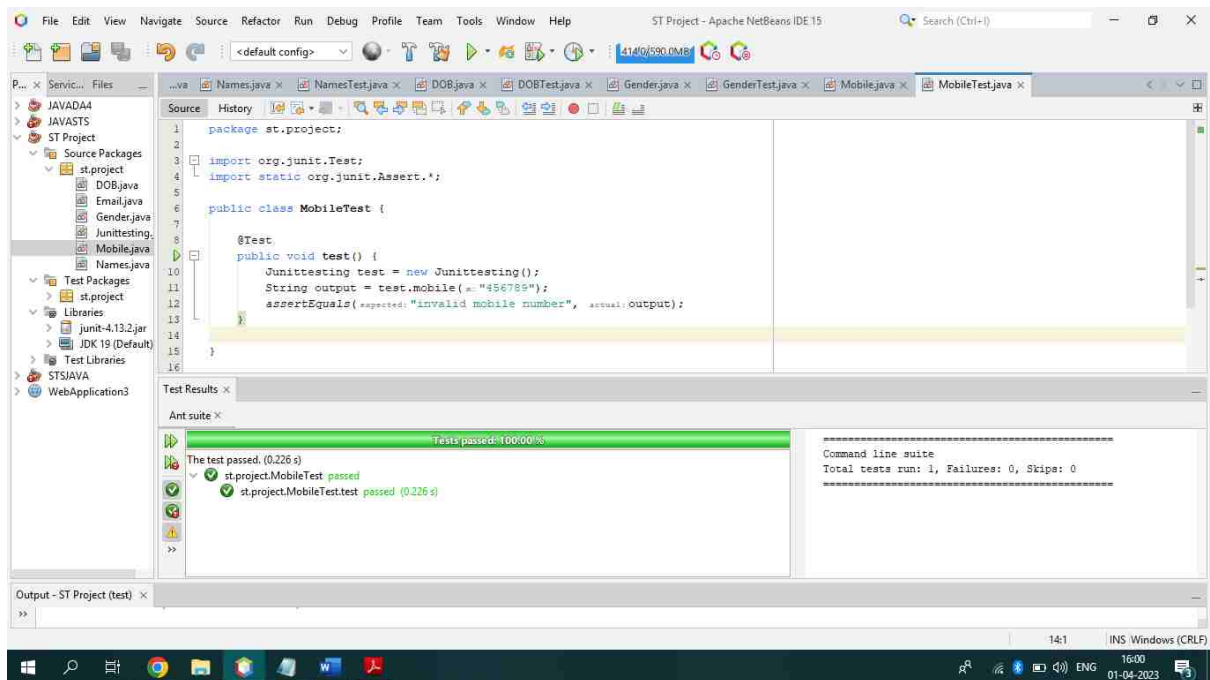 File Edit View Navigate Source Refactor Run Debug Profile Team Tools Window Help ST Project - Apache NetBeans IDE 15 Search (Ctrl+I)
<default config>
P... Servic... Files
...va Names.java NamesTest.java DOB.java DOBTest.java Gender.java GenderTest.java Mobile.java MobileTest.java
Source History
JAVADA4
JAVASTS
ST Project
Source Packages
st.project
DOB.java
Email.java
Gender.java
Junittesting.
Mobile.java
Names.java
Test Packages
st.project
Libraries
junit-4.13.2.jar
JDK 19 (Default)
Test Libraries
STSJAVA
WebApplication3
1 package st.project;
2
3 import org.junit.Test;
4 import static org.junit.Assert.*;
5
6 public class MobileTest {
7
8 @Test
public void test() {
10 Junittesting test = new Junittesting();
11 String output = test.mobile( "456789");
12 assertEquals( expected: "invalid mobile number", actual: output);
13 }
14
15 }
16
Test Results
Ant suite
Tests passed: 100.00 %
The test passed. (0.226 s)
st.project.MobileTest passed
st.project.MobileTest.test passed (0.226 s)
===============================================
Command line suite
Total tests run: 1, Failures: 0, Skips: 0
===============================================
Output - ST Project (test)
14:1 INS Windows (CRLF)
ENG 16:00
01-04-2023